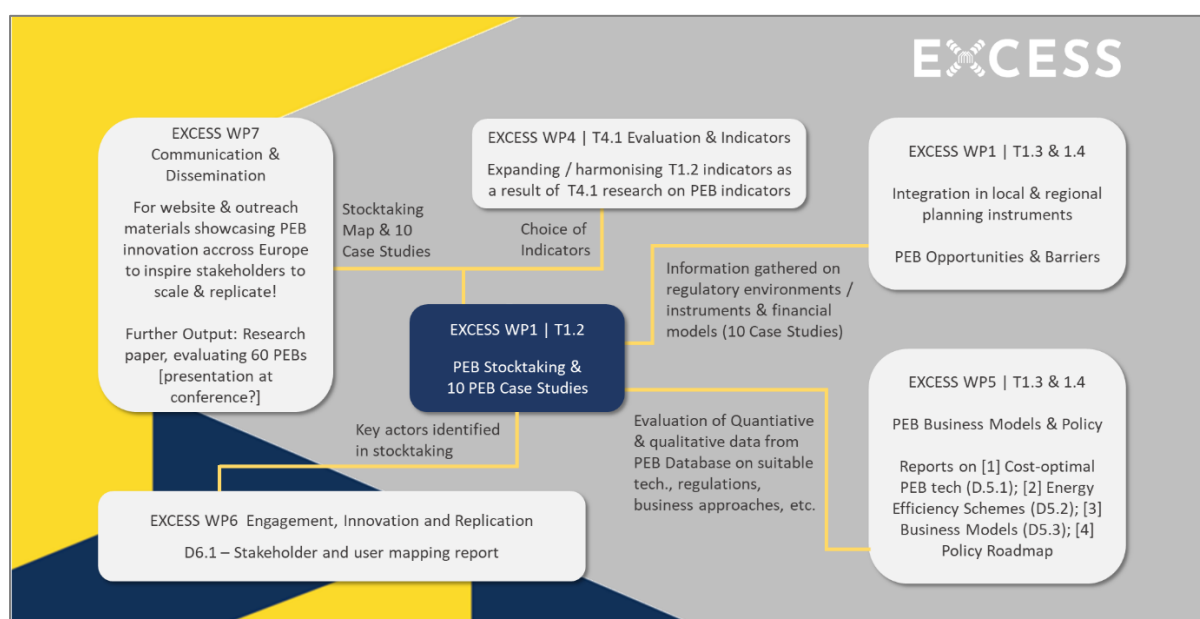 EXCESS
EXCESS WP7
Communication &
Dissemination
For website & outreach
materials showcasing PEB
innovation accross Europe
to inspire stakeholders to
scale & replicate!
Further Output: Research
paper, evaluating 60 PEBs
[presentation at
conference?]
Stocktaking
Map & 10
Case Studies
EXCESS WP4 | T4.1 Evaluation & Indicators
Expanding / harmonising T1.2 indicators as
a result of T4.1 research on PEB indicators
Choice of
Indicators
EXCESS WP1 | T1.3 & 1.4
Integration in local & regional
planning instruments
PEB Opportunities & Barriers
Information gathered on
regulatory environments /
instruments & financial
models (10 Case Studies)
EXCESS WP1 | T1.2
PEB Stocktaking &
10 PEB Case Studies
Key actors identified
in stocktaking
Evaluation of Quantiative
& qualitative data from
PEB Database on suitable
tech., regulations,
business approaches, etc.
EXCESS WP5 | T1.3 & 1.4
PEB Business Models & Policy
Reports on [1] Cost-optimal
PEB tech (D.5.1); [2] Energy
Efficiency Schemes (D5.2); [3]
Business Models (D5.3); [4]
Policy Roadmap
EXCESS WP6 Engagement, Innovation and Replication
D6.1 – Stakeholder and user mapping report